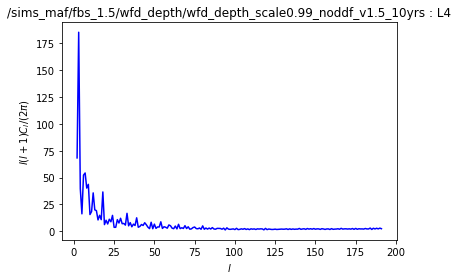 /sims_maf/fbs_1.5/wfd_depth/wfd_depth_scale0.99_noddf_v1.5_10yrs : L4
175
150
125
100
75
50
25
0
l(l + 1)C_l/(2π)
0 25 50 75 100 125 150 175 200
l